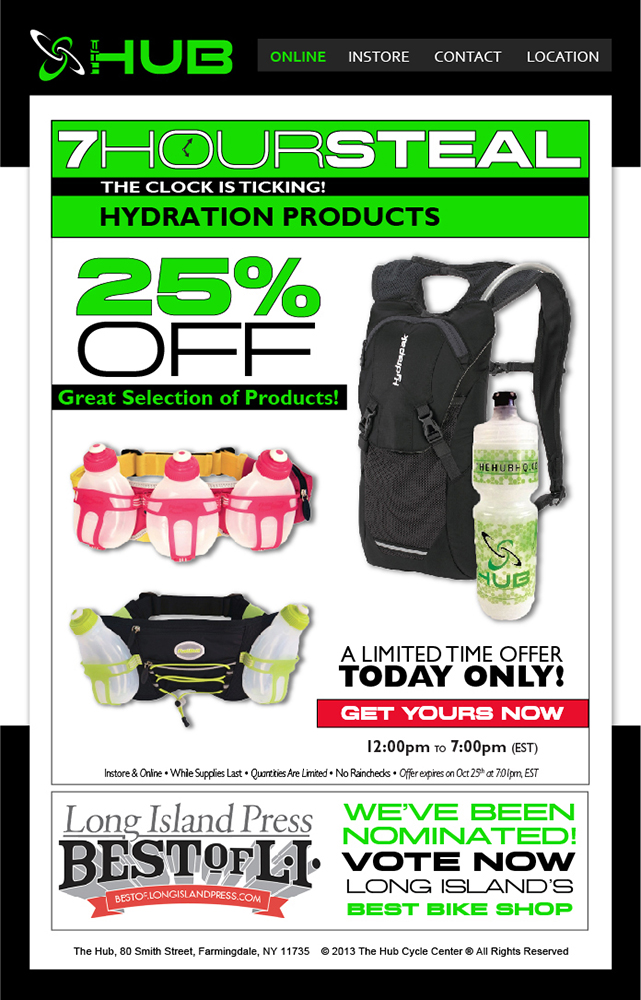 THE HUB
ONLINE INSTORE CONTACT LOCATION
7HOURSTEAL
THE CLOCK IS TICKING!
HYDRATION PRODUCTS
25%
OFF
Great Selection of Products!
Hydrapak
THEHUBHQ.CO
HUB
A LIMITED TIME OFFER
TODAY ONLY!
GET YOURS NOW
12:00pm TO 7:00pm (EST)
Instore & Online • While Supplies Last • Quantities Are Limited • No Rainchecks • Offer expires on Oct 25th at 7:01pm, EST
Long Island Press
BEST OF L.I.
BESTOF.LONGISLANDPRESS.COM
WE'VE BEEN
NOMINATED!
VOTE NOW
LONG ISLAND'S
BEST BIKE SHOP
The Hub, 80 Smith Street, Farmingdale, NY 11735 © 2013 The Hub Cycle Center ® All Rights Reserved